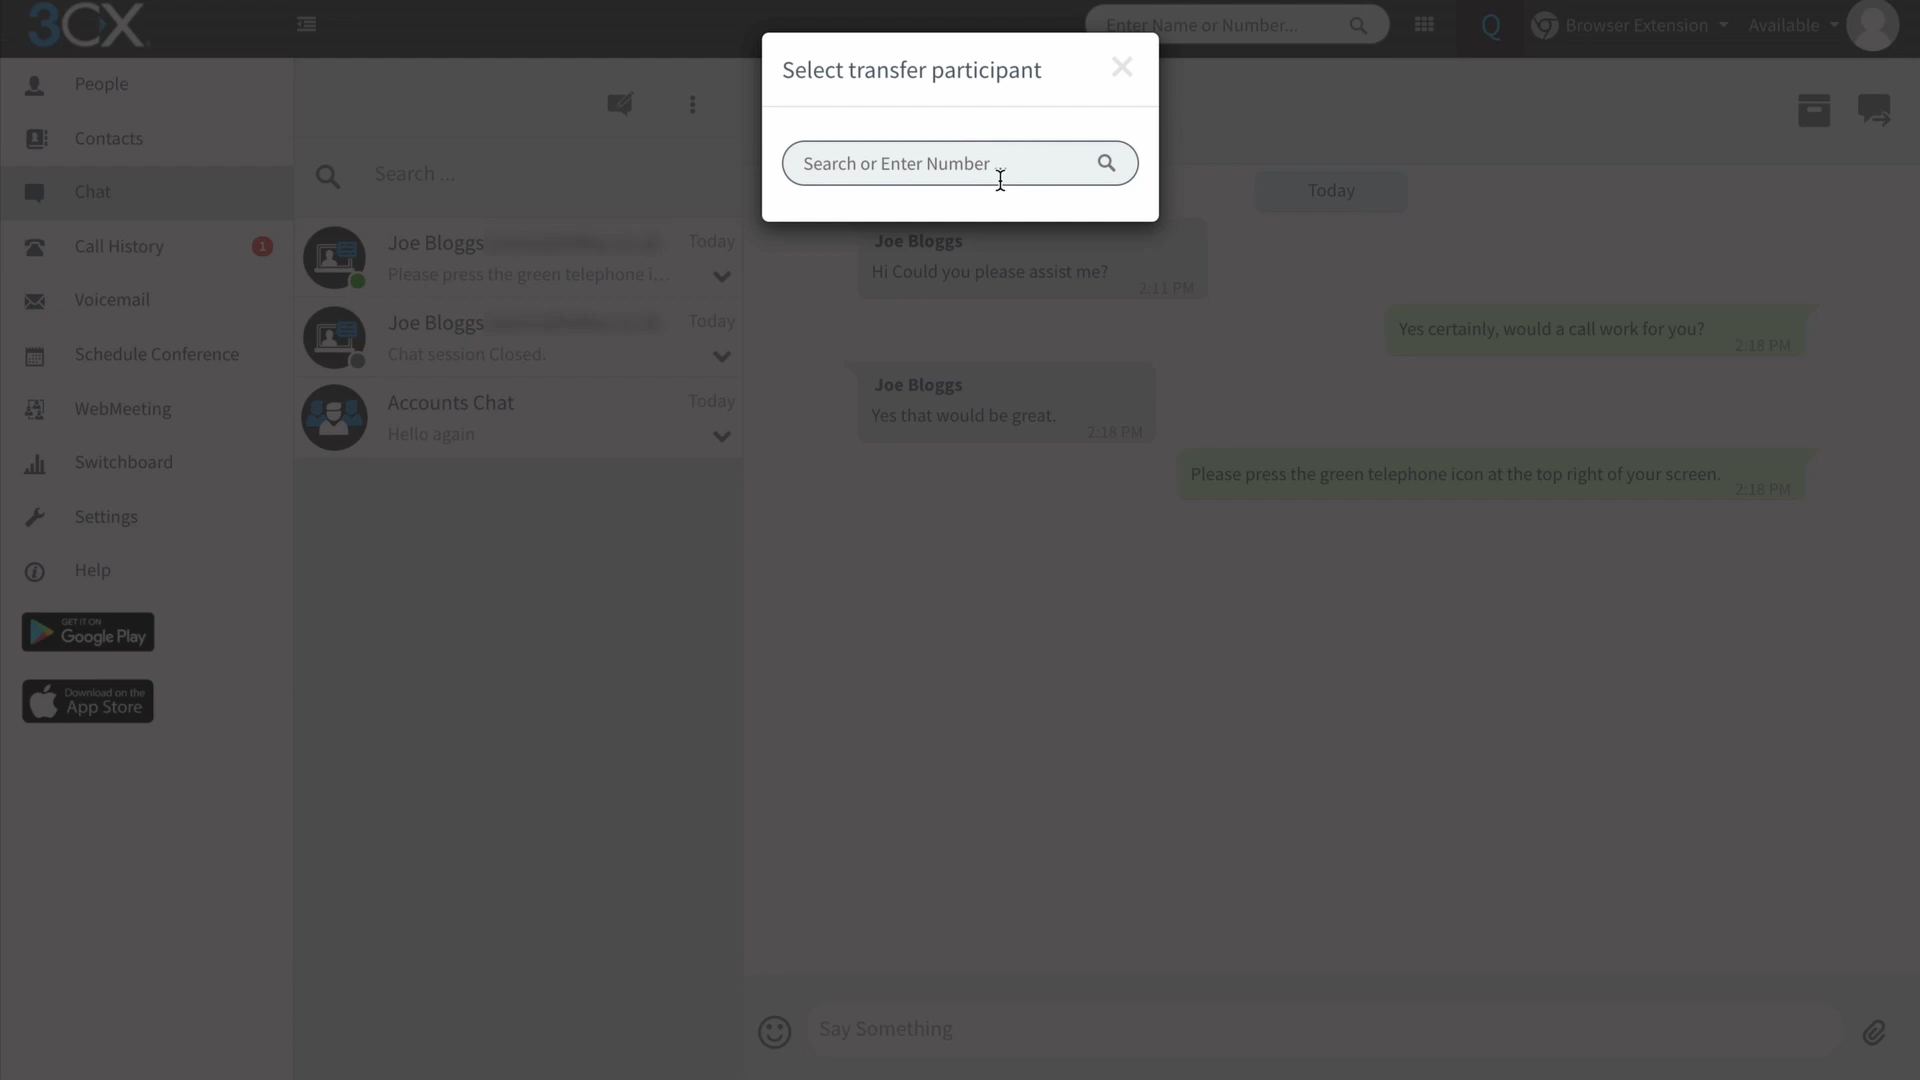 3CX
Enter Name or Number...
Q
Browser Extension
Available
Select transfer participant
Search or Enter Number ...
People
Contacts
Chat
Call History
1
Voicemail
Schedule Conference
WebMeeting
Switchboard
Settings
Help
GET IT ON
Google Play
Download on the
App Store
Search ...
Joe Bloggs
Today
Please press the green telephone i...
Joe Bloggs
Today
Chat session Closed.
Accounts Chat
Today
Hello again
Today
Joe Bloggs
Hi Could you please assist me?
2:11 PM
Yes certainly, would a call work for you?
2:18 PM
Joe Bloggs
Yes that would be great.
2:18 PM
Please press the green telephone icon at the top right of your screen.
2:18 PM
Say Something